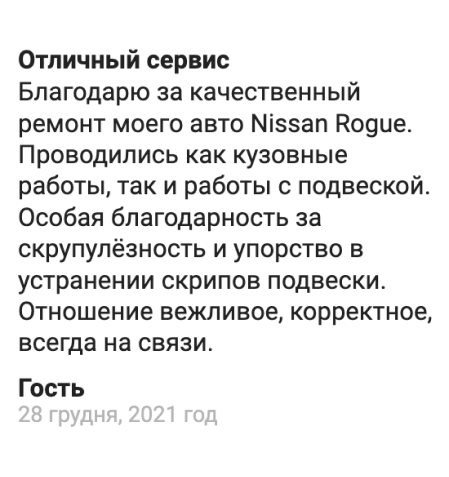 Отличный сервис
Благодарю за качественный
ремонт моего авто Nissan Rogue.
Проводились как кузовные
работы, так и работы с подвеской.
Особая благодарность за
скрупулёзность и упорство в
устранении скрипов подвески.
Отношение вежливое, корректное,
всегда на связи.
Гость
28 грудня, 2021 год